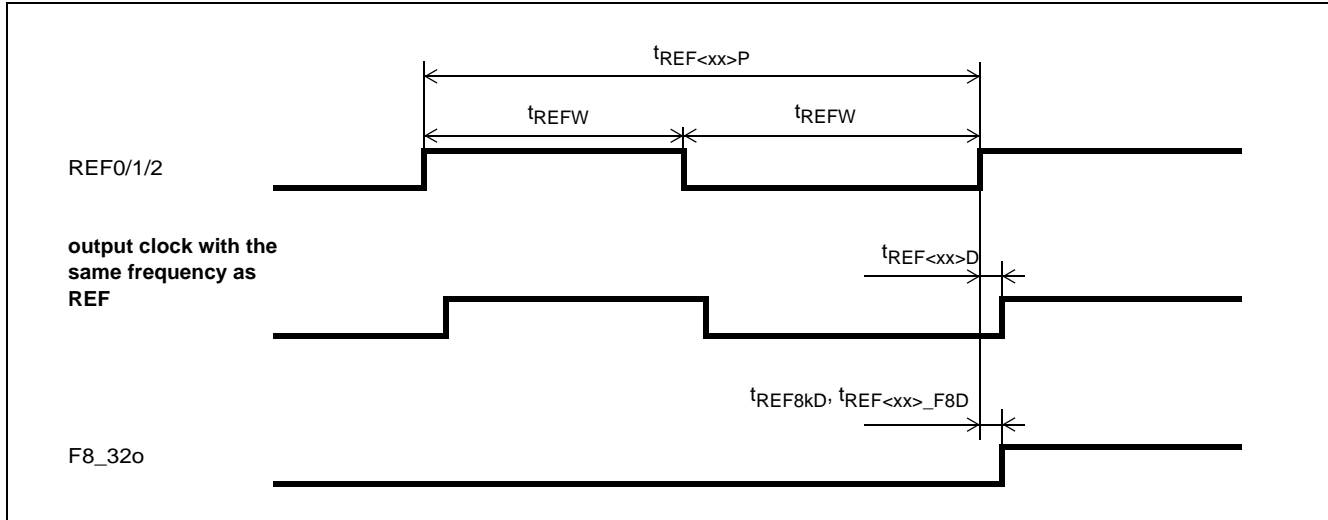 tREF<xx>P
tREFW tREFW
REF0/1/2
output clock with the
same frequency as
REF
tREF<xx>D
tREF8kD, tREF<xx>_F8D
F8_32o